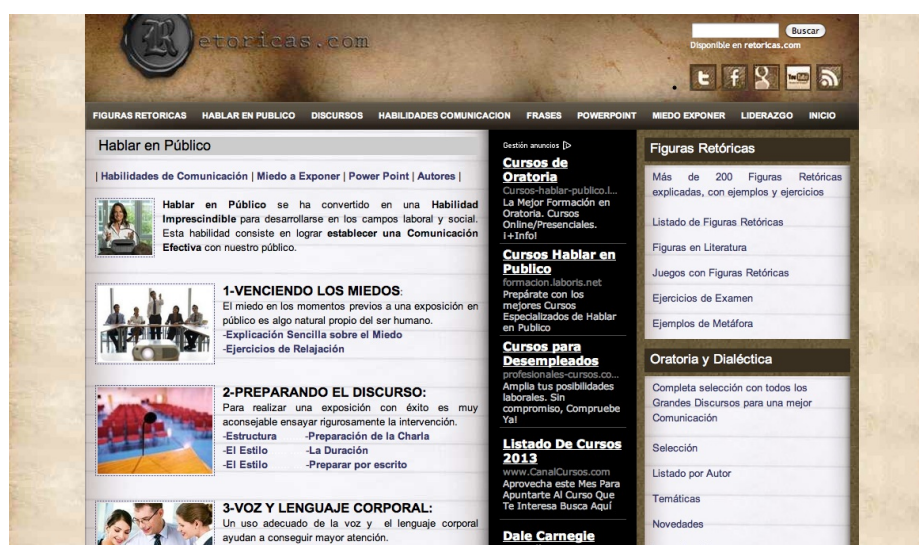 Retoricas.com
Buscar
Disponible en retoricas.com
FIGURAS RETORICAS HABLAR EN PUBLICO DISCURSOS HABILIDADES COMUNICACION FRASES POWERPOINT MIEDO EXPONER LIDERAZGO INICIO
Hablar en Público
| Habilidades de Comunicación | Miedo a Exponer | Power Point | Autores |
Hablar en Público se ha convertido en una Habilidad
Imprescindible para desarrollarse en los campos laboral y social.
Esta habilidad consiste en lograr establecer una Comunicación
Efectiva con nuestro público.
1-VENCIENDO LOS MIEDOS:
El miedo en los momentos previos a una exposición en
público es algo natural propio del ser humano.
-Explicación Sencilla sobre el Miedo
-Ejercicios de Relajación
2-PREPARANDO EL DISCURSO:
Para realizar una exposición con éxito es muy
aconsejable ensayar rigurosamente la intervención.
-Estructura -Preparación de la Charla
-El Estilo -La Duración
-El Estilo -Preparar por escrito
3-VOZ Y LENGUAJE CORPORAL:
Un uso adecuado de la voz y el lenguaje corporal
ayudan a conseguir mayor atención.
Gestión anuncios
Cursos de
Oratoria
Cursos-hablar-publico.l...
La Mejor Formación en
Oratoria. Cursos
Online/Presenciales.
¡+Info!
Cursos Hablar en
Publico
formacion.laboris.net
Prepárate con los
mejores Cursos
Especializados de Hablar
en Publico
Cursos para
Desempleados
profesionales-cursos.co...
Amplia tus posibilidades
laborales. Sin
compromiso, Compruebe
Ya!
Listado De Cursos
2013
www.CanalCursos.com
Aprovecha este Mes Para
Apuntarte Al Curso Que
Te Interesa Busca Aquí
Dale Carnegie
Figuras Retóricas
Más de 200 Figuras Retóricas
explicadas, con ejemplos y ejercicios
Listado de Figuras Retóricas
Figuras en Literatura
Juegos con Figuras Retóricas
Ejercicios de Examen
Ejemplos de Metáfora
Oratoria y Dialéctica
Completa selección con todos los
Grandes Discursos para una mejor
Comunicación
Selección
Listado por Autor
Temáticas
Novedades